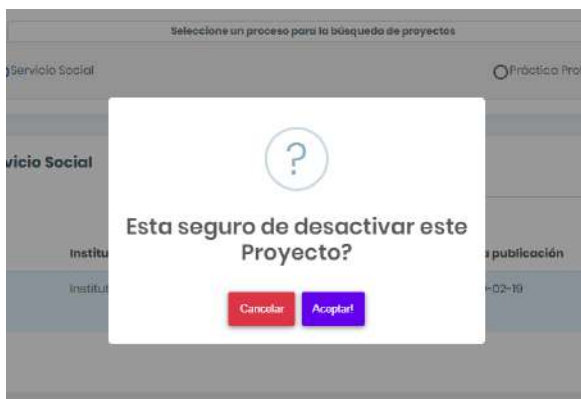 Seleccione un proceso para la búsqueda de proyectos
Servicio Social
Práctica Prof
vicio Social
?
Esta seguro de desactivar este
Proyecto?
Institu
a publicación
Institut
-02-19
Cancelar
Aceptar!